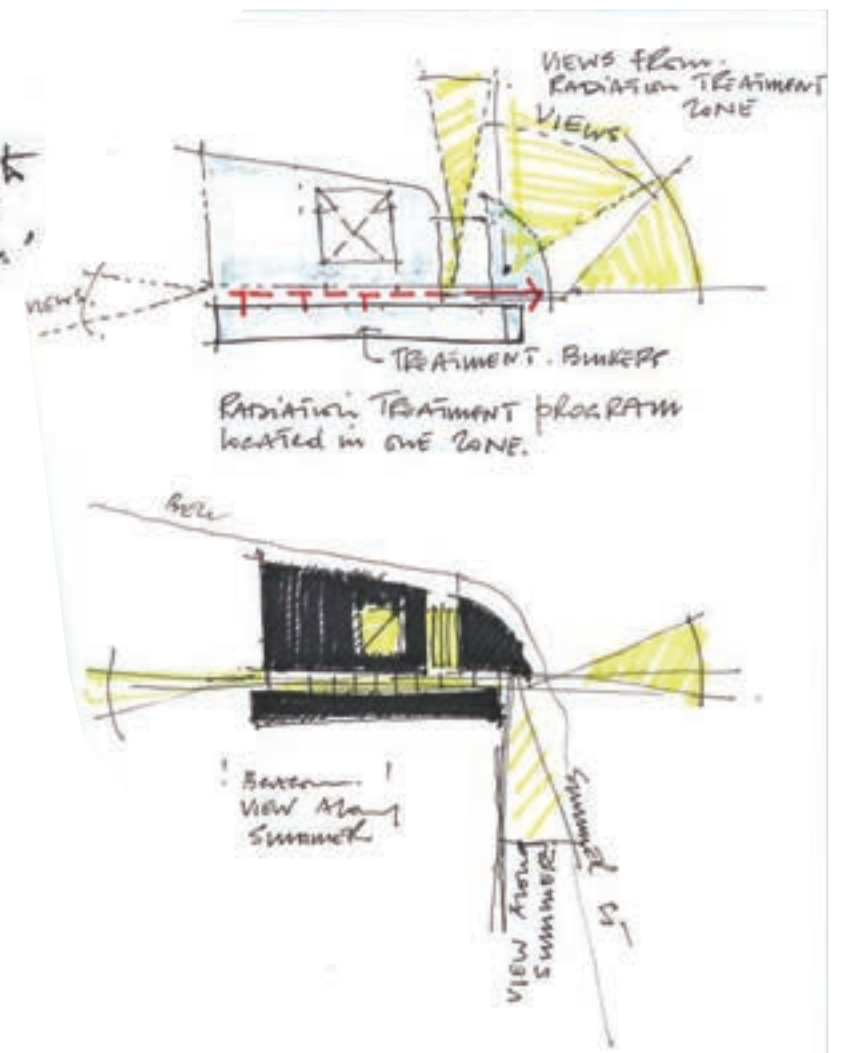 VIEWS FROM
RADIATION TREATMENT
ZONE
VIEWS
VIEWS.
TREATMENT. BUNKERS
RADIATION TREATMENT PROGRAM
located in ONE ZONE.
BELL
VIEW Along
SUMMER
SUMMER ST
VIEW Along
SUMMER.